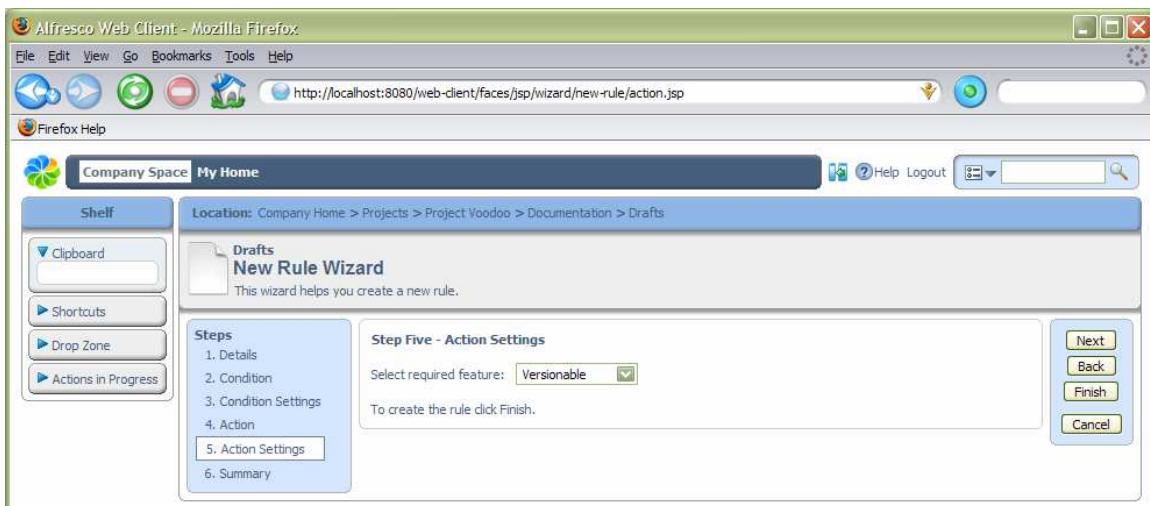 Alfresco Web Client - Mozilla Firefox
File Edit View Go Bookmarks Tools Help
http://localhost:8080/web-client/faces/jsp/wizard/new-rule/action.jsp
Firefox Help
Company Space My Home
Help Logout
Shelf
Location: Company Home > Projects > Project Voodoo > Documentation > Drafts
Clipboard
Shortcuts
Drop Zone
Actions in Progress
Drafts
New Rule Wizard
This wizard helps you create a new rule.
Steps
1. Details
2. Condition
3. Condition Settings
4. Action
5. Action Settings
6. Summary
Step Five - Action Settings
Select required feature: Versionable
To create the rule click Finish.
Next
Back
Finish
Cancel